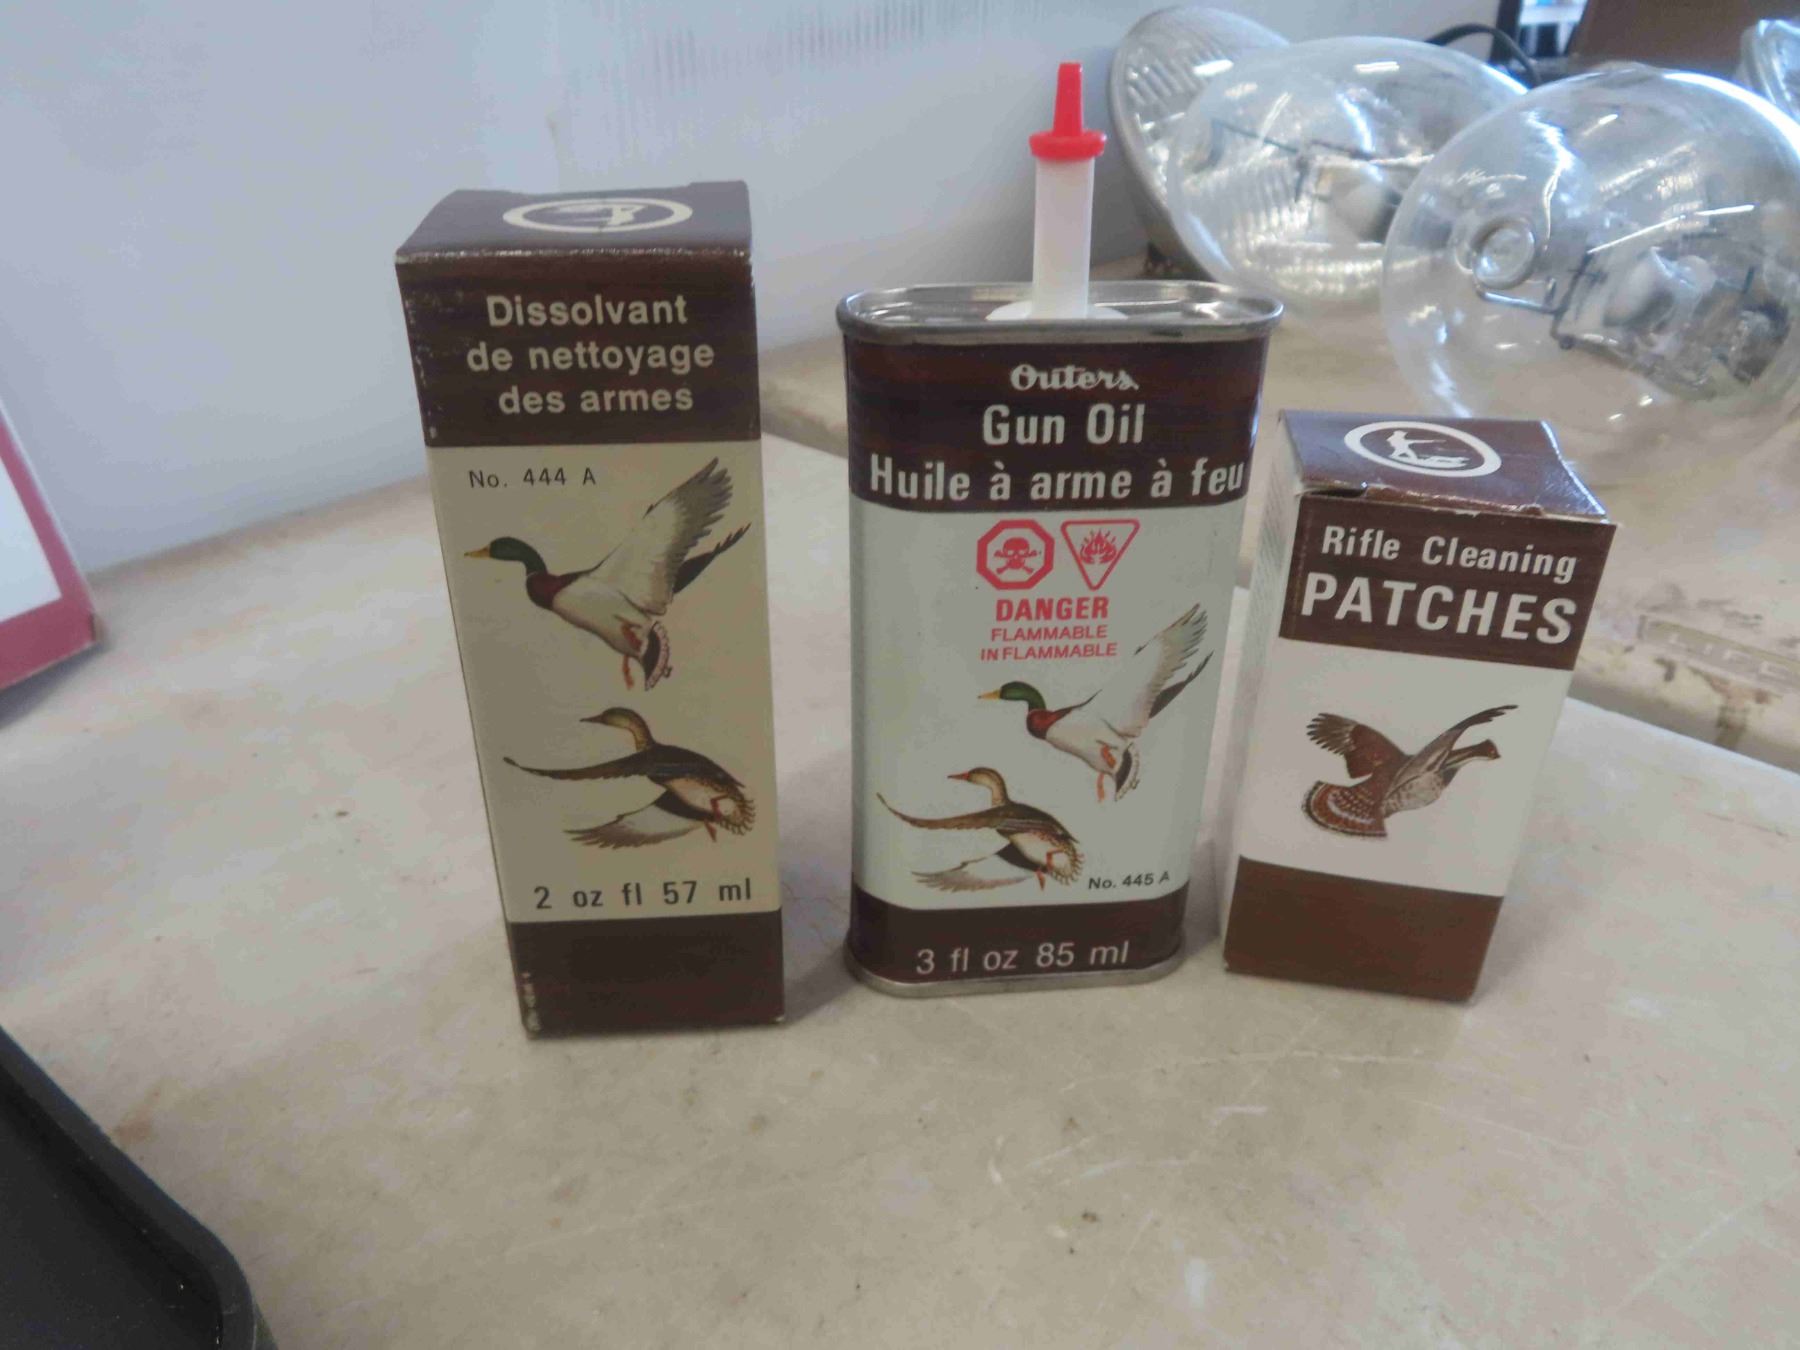 Dissolvant
de nettoyage
des armes
No. 444 A
2 oz fl 57 ml
Outers
Gun Oil
Huile à arme à feu
DANGER
FLAMMABLE
INFLAMMABLE
No. 445 A
3 fl oz 85 ml
Rifle Cleaning
PATCHES